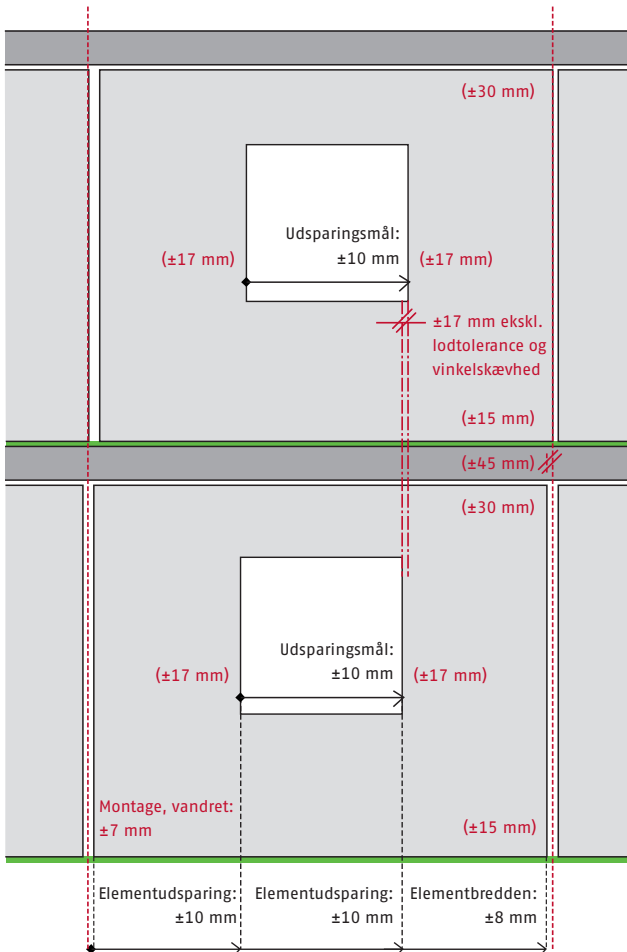 (±30 mm)
Udsparingsmål:
±10 mm
(±17 mm)
(±17 mm)
±17 mm ekskl.
lodtolerance og
vinkelskævhed
(±15 mm)
(±45 mm)
(±30 mm)
Udsparingsmål:
±10 mm
(±17 mm)
(±17 mm)
Montage, vandret:
±7 mm
(±15 mm)
Elementudsparing:
±10 mm
Elementudsparing:
±10 mm
Elementbredden:
±8 mm